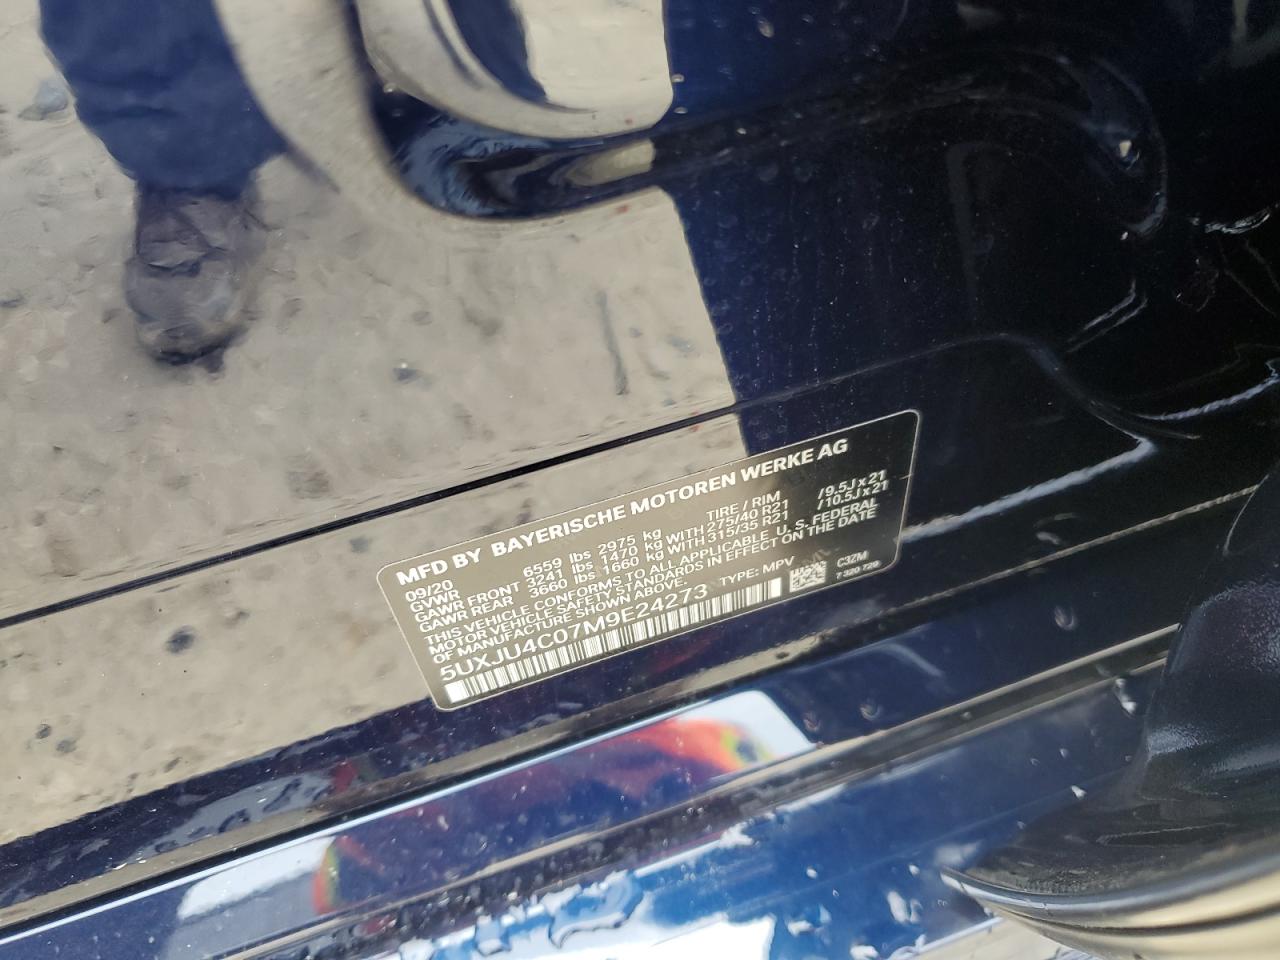 MFD BY BAYERISCHE MOTOREN WERKE AG
09/20 TIRE / RIM
GVWR 6559 lbs 2975 kg
GAWR FRONT 3241 lbs 1470 kg WITH 275/40 R21 /9.5J x 21
GAWR REAR 3660 lbs 1660 kg WITH 315/35 R21 /10.5J x 21
THIS VEHICLE CONFORMS TO ALL APPLICABLE U. S. FEDERAL
MOTOR VEHICLE SAFETY STANDARDS IN EFFECT ON THE DATE
OF MANUFACTURE SHOWN ABOVE.
5UXJU4C07M9E24273 TYPE: MPV C3ZM
7 320 729